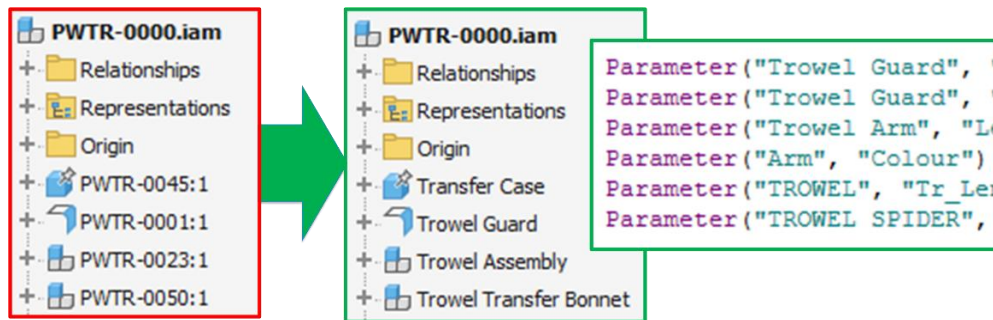 PWTR-0000.iam
Relationships
Representations
Origin
PWTR-0045:1
PWTR-0001:1
PWTR-0023:1
PWTR-0050:1
PWTR-0000.iam
Relationships
Representations
Origin
Transfer Case
Trowel Guard
Trowel Assembly
Trowel Transfer Bonnet
Parameter("Trowel Guard", "
Parameter("Trowel Guard", "
Parameter("Trowel Arm", "Le
Parameter("Arm", "Colour")
Parameter("TROWEL", "Tr_Len
Parameter("TROWEL SPIDER",